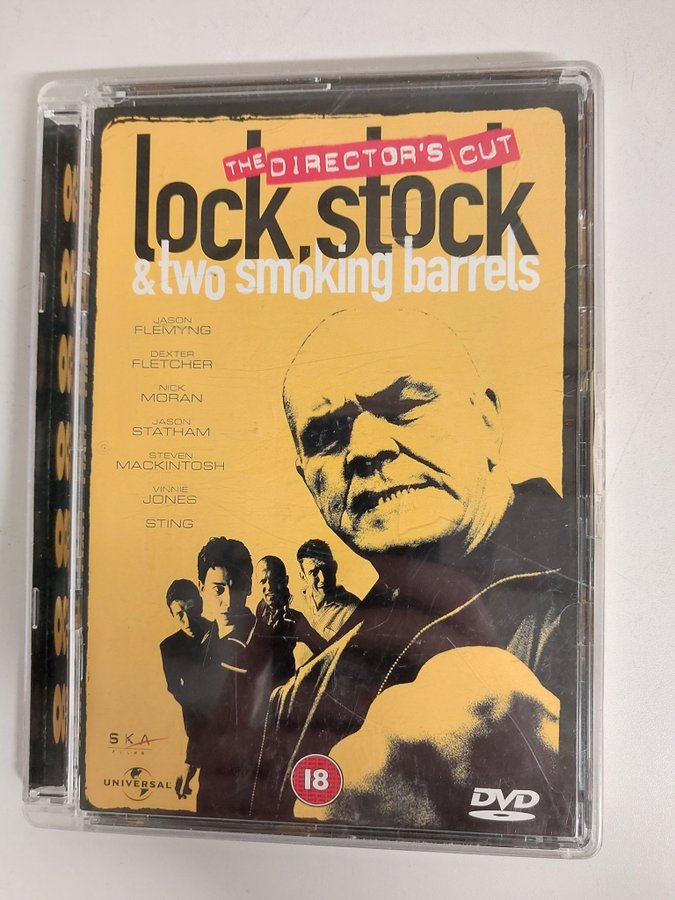 THE DIRECTOR'S CUT
lock, stock
& two smoking barrels
JASON
FLEMYNG
DEXTER
FLETCHER
NICK
MORAN
JASON
STATHAM
STEVEN
MACKINTOSH
VINNIE
JONES
STING
SKA
FILMS
UNIVERSAL
18
DVD